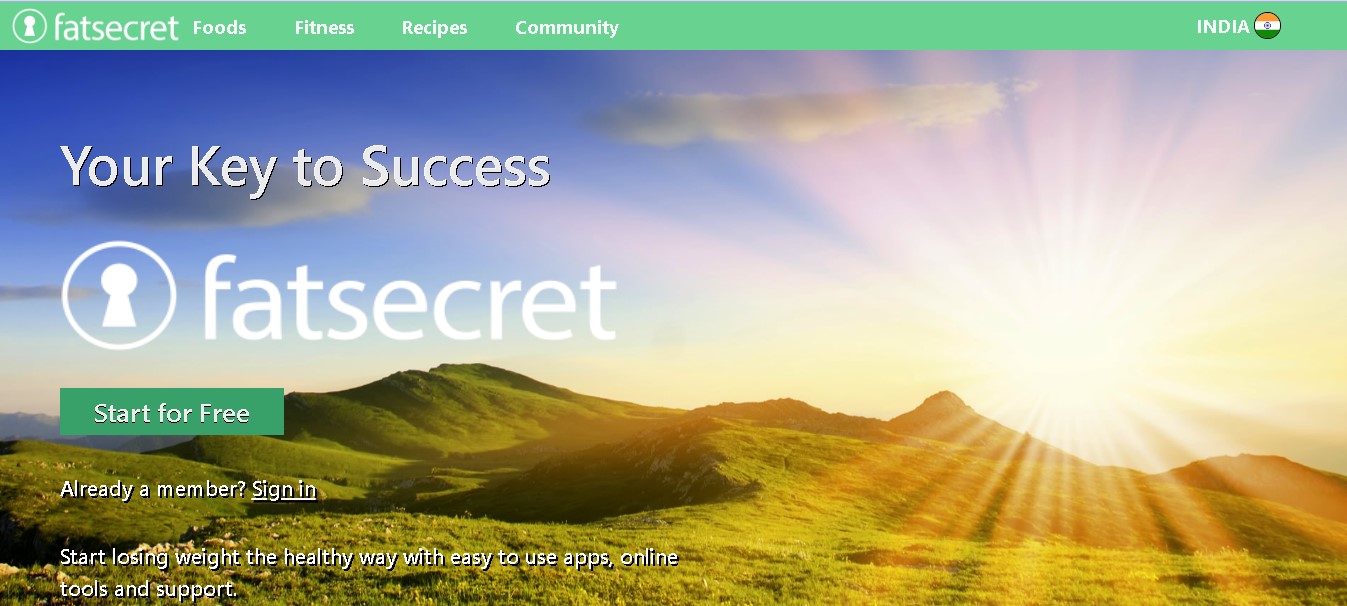 fatsecret Foods Fitness Recipes Community INDIA
Your Key to Success
fatsecret
Start for Free
Already a member? Sign in
Start losing weight the healthy way with easy to use apps, online
tools and support.